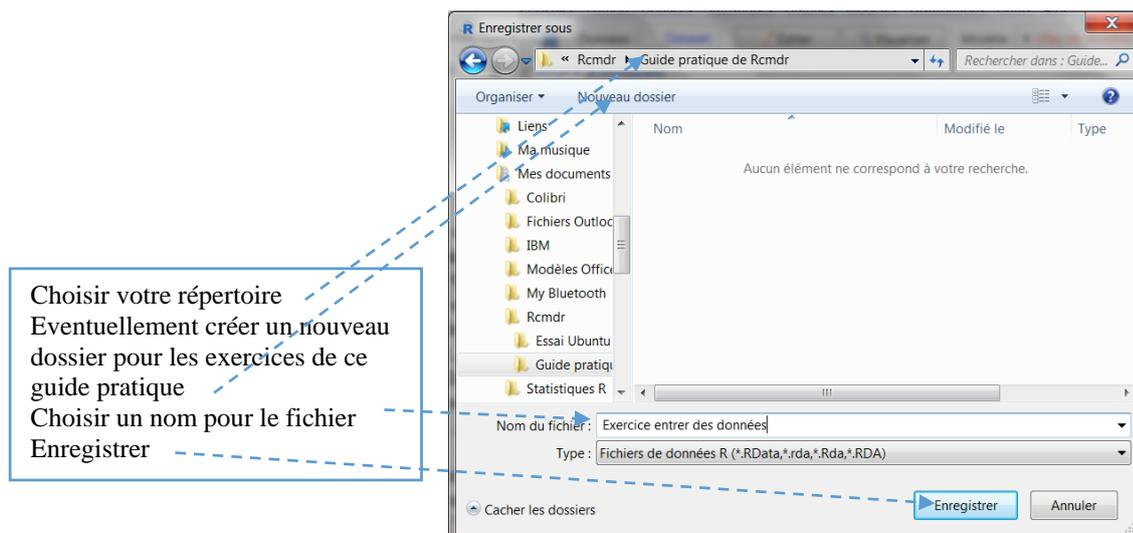 Enregistrer sous
« Rcmdr Guide pratique de Rcmdr
Rechercher dans : Guide...
Organiser
Nouveau dossier
Liens
Ma musique
Mes documents
Colibri
Fichiers Outloo
IBM
Modèles Office
My Bluetooth
Rcmdr
Essai Ubuntu
Guide pratiqu
Statistiques R
Nom
Modifié le
Type
Aucun élément ne correspond à votre recherche.
Choisir votre répertoire
Eventuellement créer un nouveau
dossier pour les exercices de ce
guide pratique
Choisir un nom pour le fichier
Enregistrer
Nom du fichier : Exercice entrer des données
Type : Fichiers de données R (*.RData,*.rda,*.Rda,*.RDA)
Cacher les dossiers
Enregistrer
Annuler